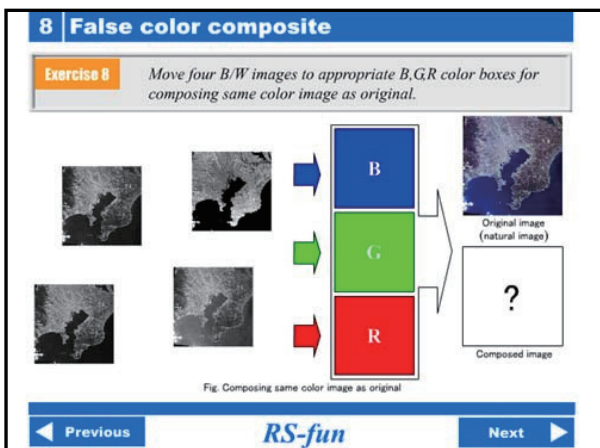 8 False color composite
Exercise 8
Move four B/W images to appropriate B,G,R color boxes for
composing same color image as original.
B
G
R
Original image
(natural image)
?
Composed image
Fig. Composing same color image as original
Previous
RS-fun
Next